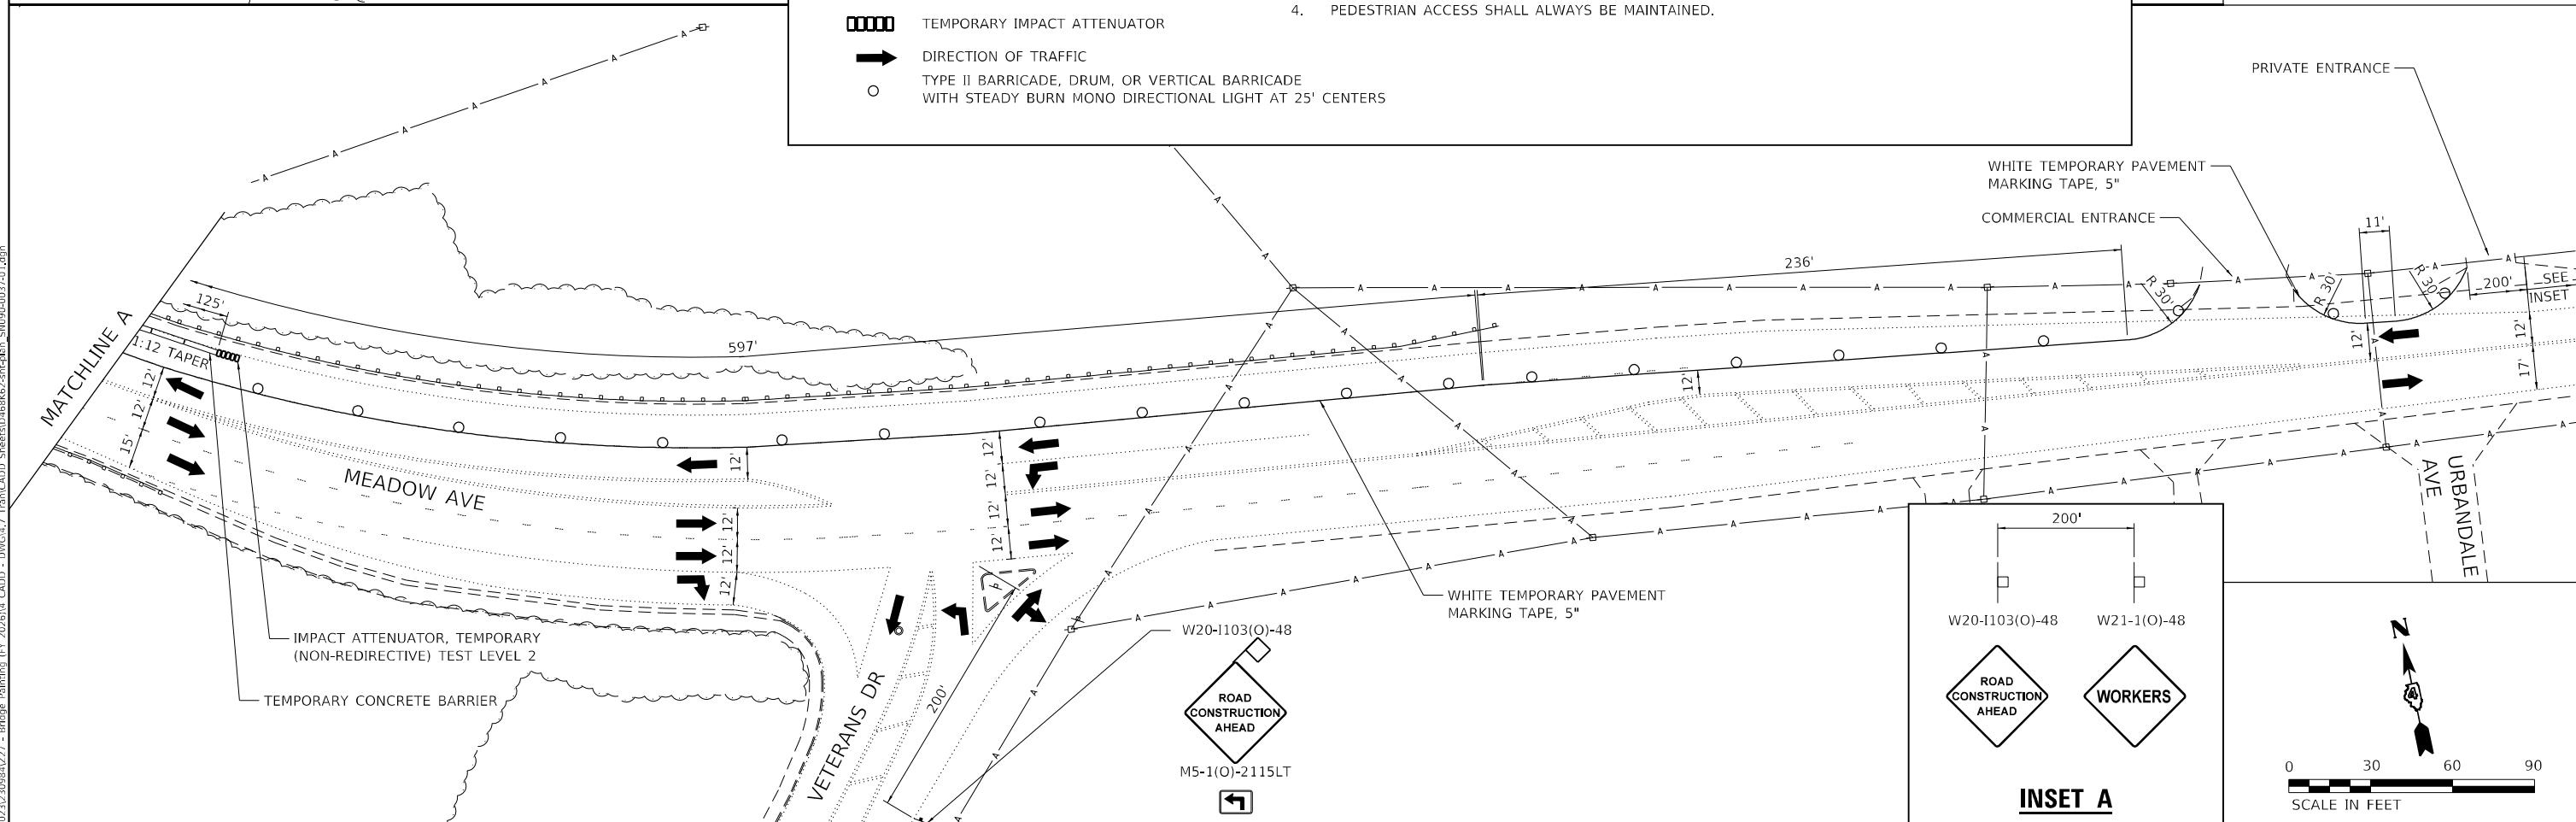 TEMPORARY IMPACT ATTENUATOR
4. PEDESTRIAN ACCESS SHALL ALWAYS BE MAINTAINED.
DIRECTION OF TRAFFIC
TYPE II BARRICADE, DRUM, OR VERTICAL BARRICADE
WITH STEADY BURN MONO DIRECTIONAL LIGHT AT 25' CENTERS
PRIVATE ENTRANCE
WHITE TEMPORARY PAVEMENT
MARKING TAPE, 5"
COMMERCIAL ENTRANCE
11'
236'
R 30'
R 30'
R 30'
200'
SEE
INSET
12'
12'
17'
MATCHLINE A
125'
1:12 TAPER
597'
12'
12'
15'
MEADOW AVE
12'
12'
12'
12'
12'
12'
12'
12'
12'
URBANDALE
AVE
WHITE TEMPORARY PAVEMENT
MARKING TAPE, 5"
IMPACT ATTENUATOR, TEMPORARY
(NON-REDIRECTIVE) TEST LEVEL 2
TEMPORARY CONCRETE BARRIER
VETERANS DR
200'
W20-I103(O)-48
ROAD
CONSTRUCTION
AHEAD
M5-1(O)-2115LT
200'
W20-I103(O)-48
W21-1(O)-48
ROAD
CONSTRUCTION
AHEAD
WORKERS
INSET A
N
4
0 30 60 90
SCALE IN FEET